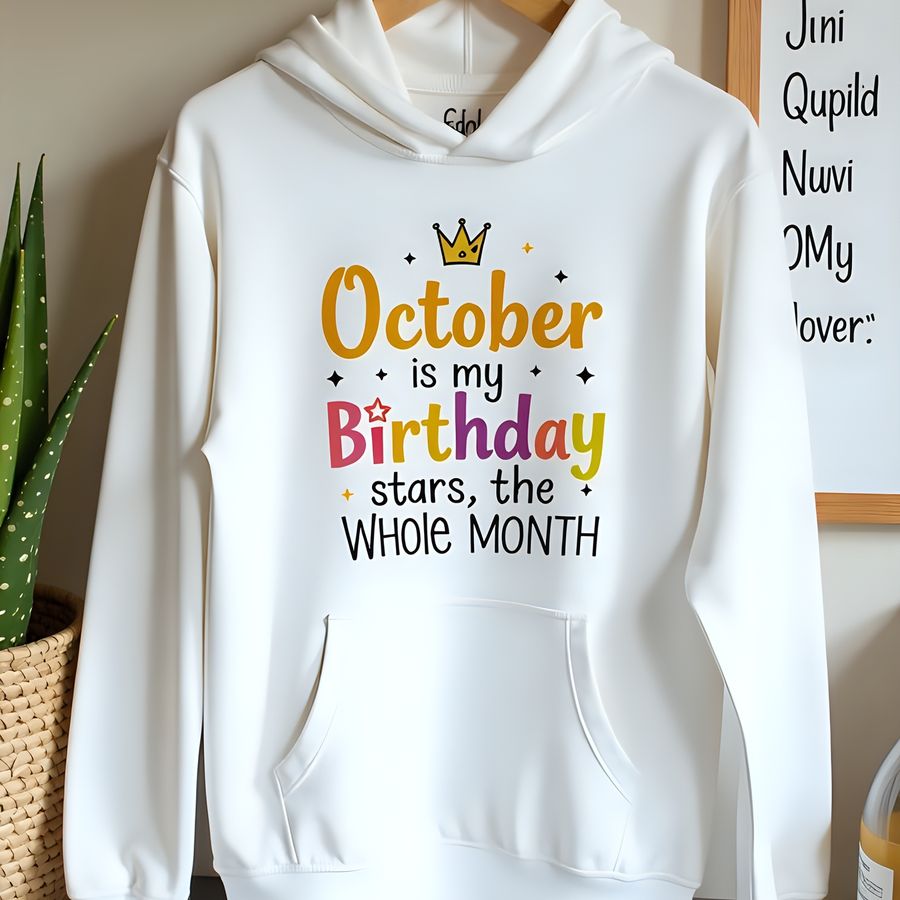 October
is my
Birthday
stars, the
WHOle MONTH
Jini
Qupild
Nuvi
OMy
lover."